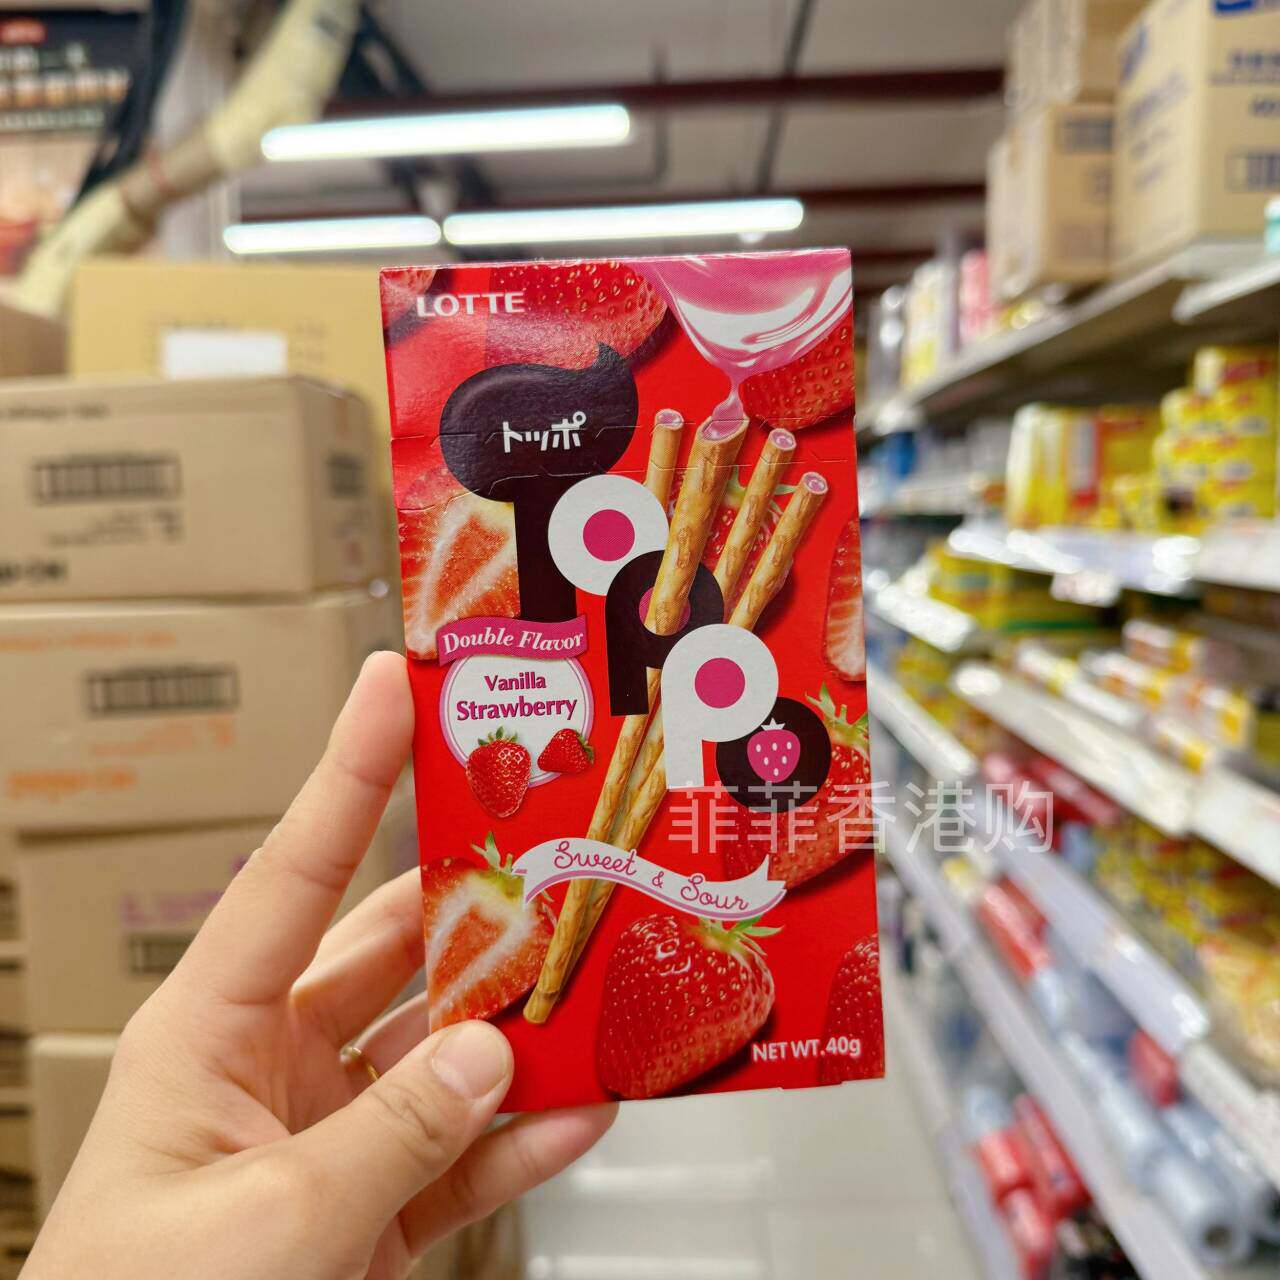 LOTTE
トッポ
TOPPO
Double Flavor
Vanilla
Strawberry
菲菲香港购
Sweet & Sour
NET WT.40g